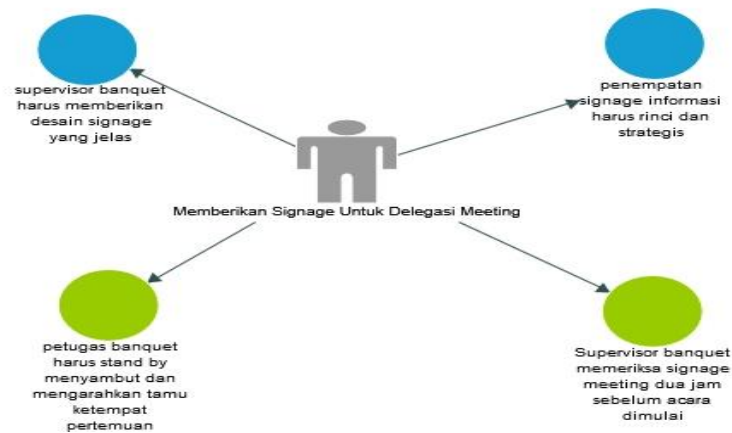 supervisor banquet
harus memberikan
desain signage
yang jelas
penempatan
signage informasi
harus rinci dan
strategis
Memberikan Signage Untuk Delegasi Meeting
petugas banquet
harus stand by
menyambut dan
mengarahkan tamu
ketempat
pertemuan
Supervisor banquet
memeriksa signage
meeting dua jam
sebelum acara
dimulai